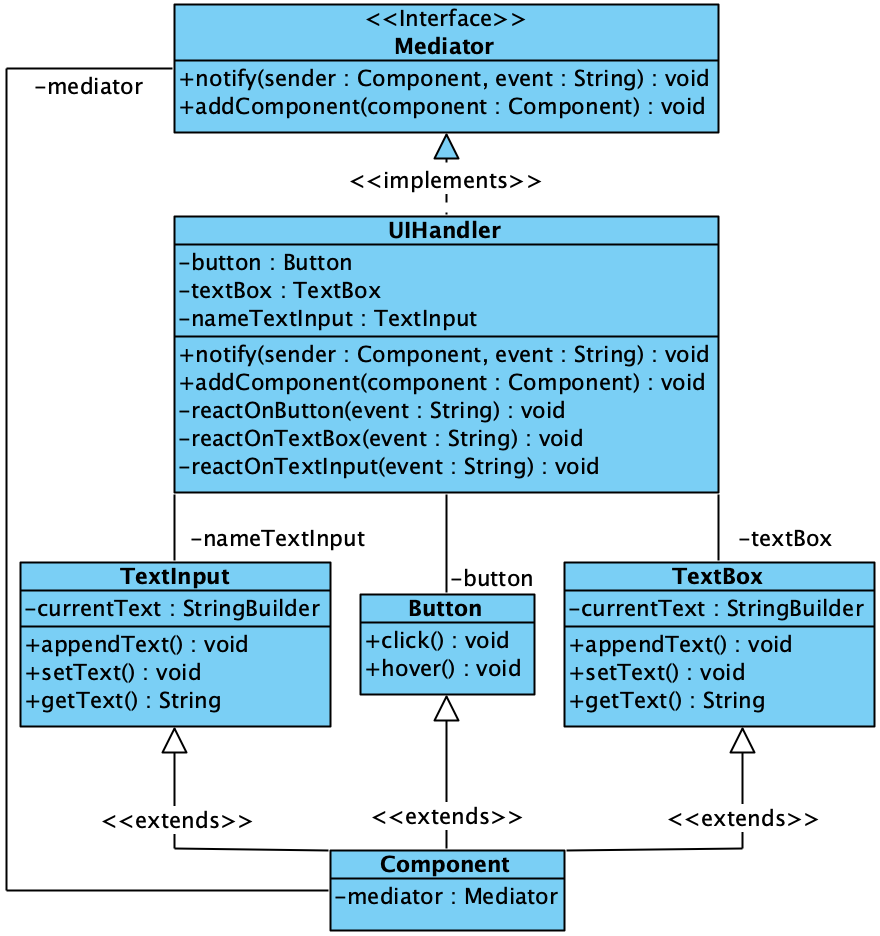 <<Interface>>
Mediator
+notify(sender : Component, event : String) : void
+addComponent(component : Component) : void
-mediator
<<implements>>
UIHandler
-button : Button
-textBox : TextBox
-nameTextInput : TextInput
+notify(sender : Component, event : String) : void
+addComponent(component : Component) : void
-reactOnButton(event : String) : void
-reactOnTextBox(event : String) : void
-reactOnTextInput(event : String) : void
-nameTextInput
-button
-textBox
TextInput
-currentText : StringBuilder
+appendText() : void
+setText() : void
+getText() : String
Button
+click() : void
+hover() : void
TextBox
-currentText : StringBuilder
+appendText() : void
+setText() : void
+getText() : String
<<extends>>
<<extends>>
<<extends>>
Component
-mediator : Mediator